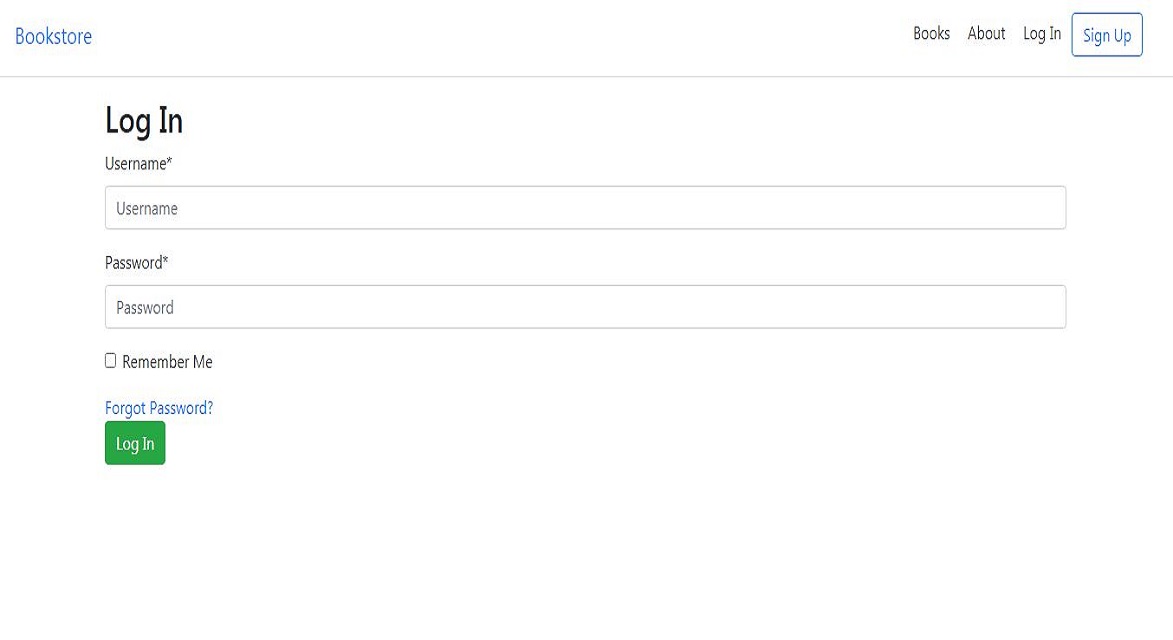 Bookstore
Books About Log In Sign Up
Log In
Username*
Username
Password*
Password
Remember Me
Forgot Password?
Log In